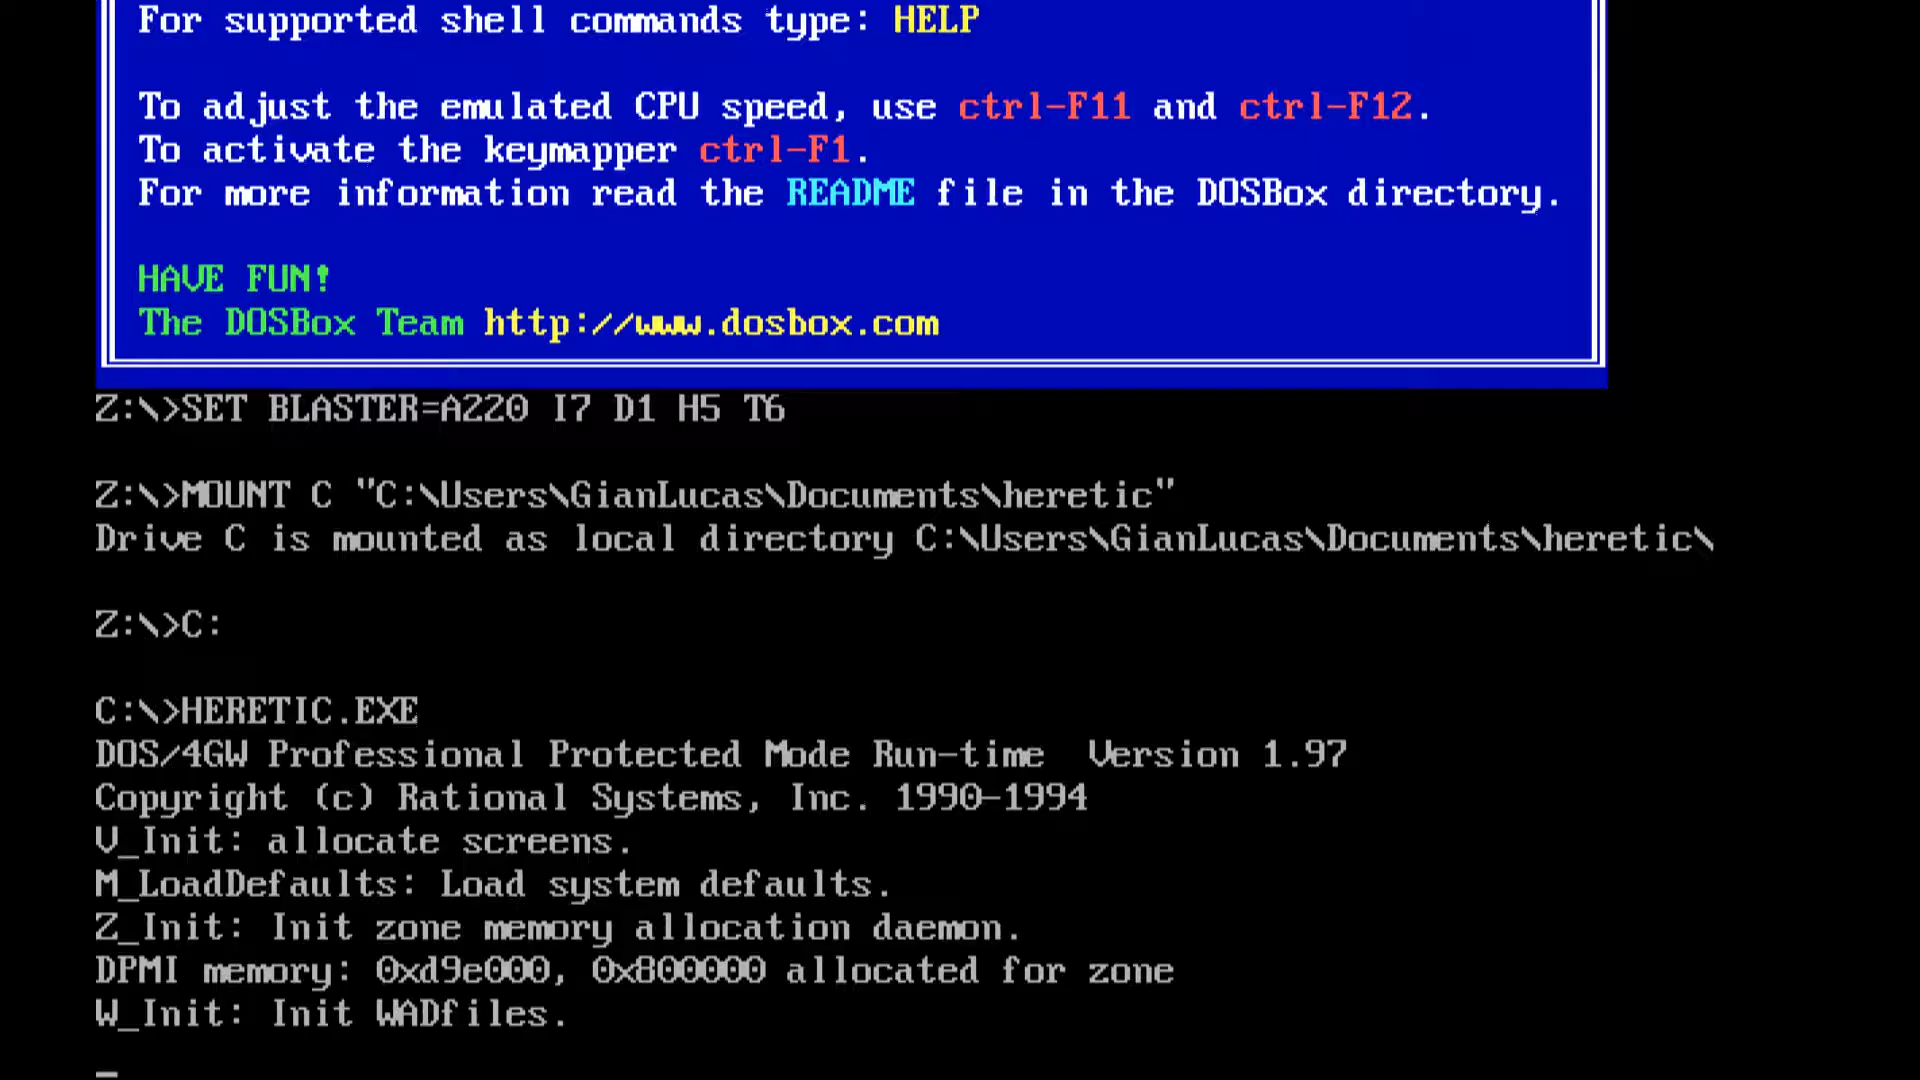 For supported shell commands type: HELP
To adjust the emulated CPU speed, use ctrl-F11 and ctrl-F12.
To activate the keymapper ctrl-F1.
For more information read the README file in the DOSBox directory.
HAVE FUN!
The DOSBox Team http://www.dosbox.com
Z:\>SET BLASTER=A220 I7 D1 H5 T6
Z:\>MOUNT C "C:\Users\GianLucas\Documents\heretic"
Drive C is mounted as local directory C:\Users\GianLucas\Documents\heretic\
Z:\>C:
C:\>HERETIC.EXE
DOS/4GW Professional Protected Mode Run-time  Version 1.97
Copyright (c) Rational Systems, Inc. 1990-1994
V_Init: allocate screens.
M_LoadDefaults: Load system defaults.
Z_Init: Init zone memory allocation daemon.
DPMI memory: 0xd9e000, 0x800000 allocated for zone
W_Init: Init WADfiles.
_